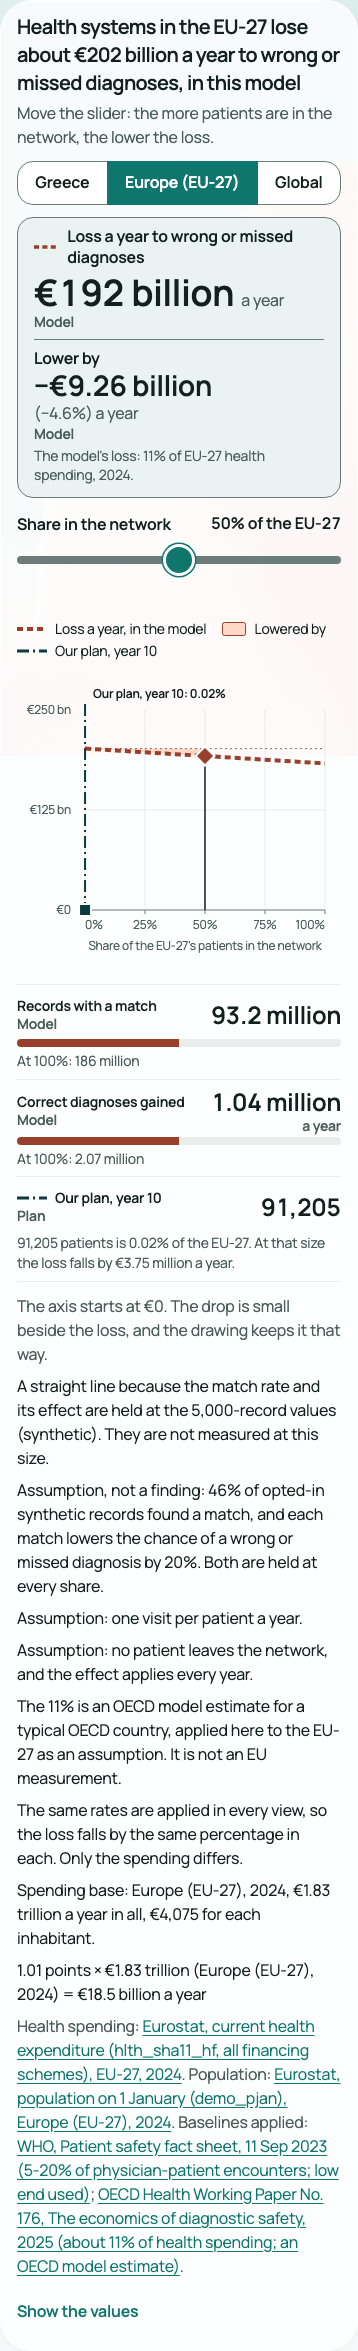 Health systems in the EU-27 lose
about €202 billion a year to wrong or
missed diagnoses, in this model
Move the slider: the more patients are in the
network, the lower the loss.
Greece
Europe (EU-27)
Global
Loss a year to wrong or missed
diagnoses
€192 billion a year
Model
Lower by
−€9.26 billion
(−4.6%) a year
Model
The model's loss: 11% of EU-27 health
spending, 2024.
Share in the network
50% of the EU-27
Loss a year, in the model
Lowered by
Our plan, year 10
Our plan, year 10: 0.02%
€250 bn
€125 bn
€0
0%
25%
50%
75%
100%
Share of the EU-27's patients in the network
Records with a match
Model
93.2 million
At 100%: 186 million
Correct diagnoses gained
Model
1.04 million
a year
At 100%: 2.07 million
Our plan, year 10
Plan
91,205
91,205 patients is 0.02% of the EU-27. At that size
the loss falls by €3.75 million a year.
The axis starts at €0. The drop is small
beside the loss, and the drawing keeps it that
way.
A straight line because the match rate and
its effect are held at the 5,000-record values
(synthetic). They are not measured at this
size.
Assumption, not a finding: 46% of opted-in
synthetic records found a match, and each
match lowers the chance of a wrong or
missed diagnosis by 20%. Both are held at
every share.
Assumption: one visit per patient a year.
Assumption: no patient leaves the network,
and the effect applies every year.
The 11% is an OECD model estimate for a
typical OECD country, applied here to the EU-
27 as an assumption. It is not an EU
measurement.
The same rates are applied in every view, so
the loss falls by the same percentage in
each. Only the spending differs.
Spending base: Europe (EU-27), 2024, €1.83
trillion a year in all, €4,075 for each
inhabitant.
1.01 points × €1.83 trillion (Europe (EU-27),
2024) = €18.5 billion a year
Health spending: Eurostat, current health
expenditure (hlth_sha11_hf, all financing
schemes), EU-27, 2024. Population: Eurostat,
population on 1 January (demo_pjan),
Europe (EU-27), 2024. Baselines applied:
WHO, Patient safety fact sheet, 11 Sep 2023
(5-20% of physician-patient encounters; low
end used); OECD Health Working Paper No.
176, The economics of diagnostic safety,
2025 (about 11% of health spending; an
OECD model estimate).
Show the values